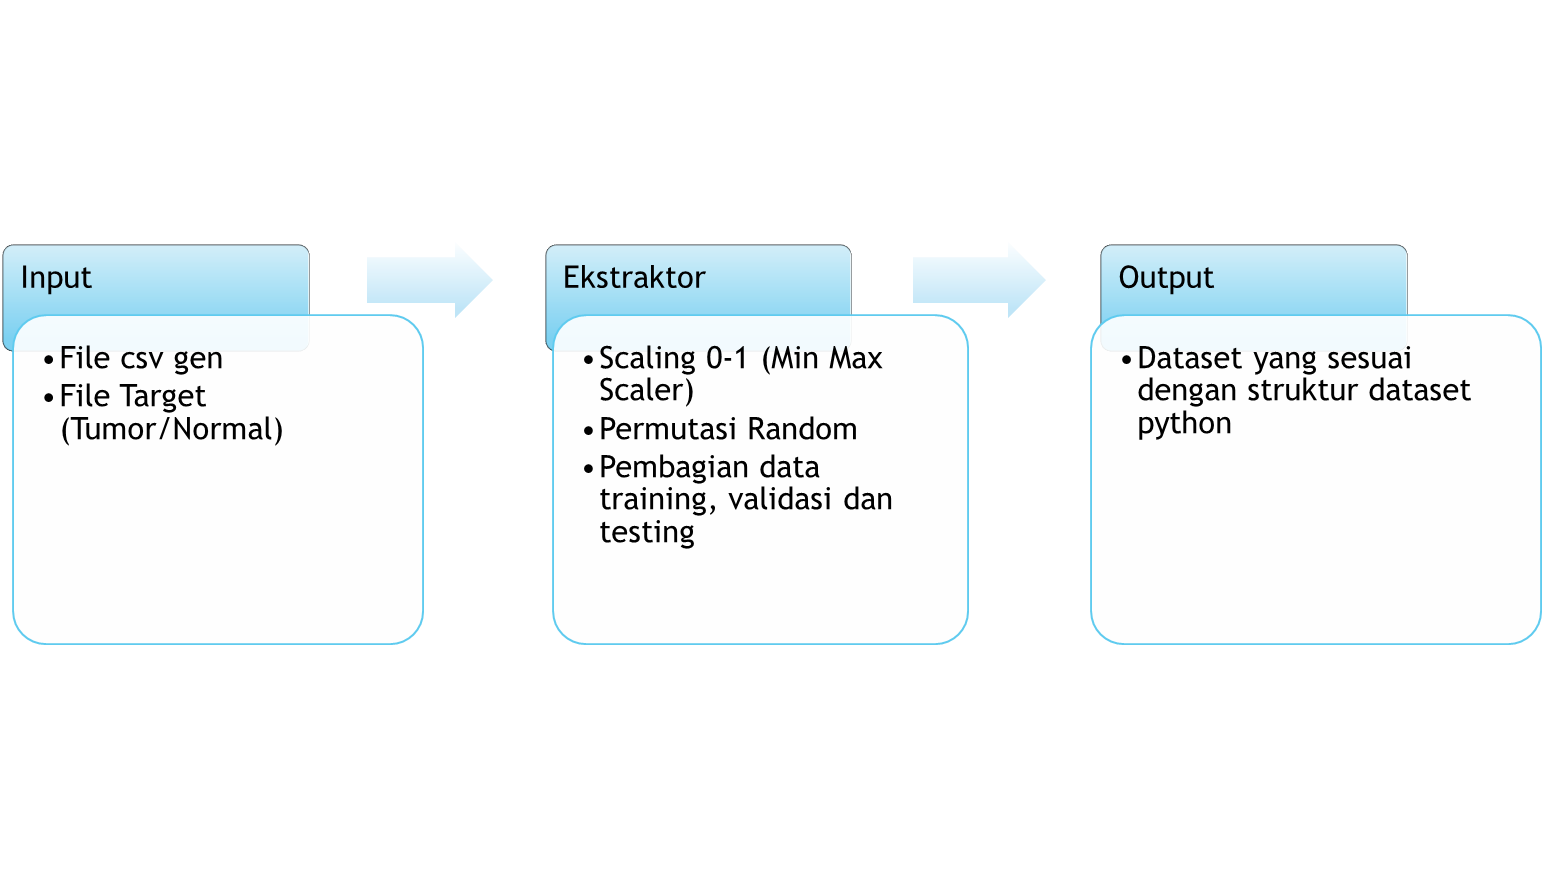 Input
•File csv gen
•File Target
(Tumor/Normal)
Ekstraktor
•Scaling 0-1 (Min Max
Scaler)
•Permutasi Random
•Pembagian data
training, validasi dan
testing
Output
•Dataset yang sesuai
dengan struktur dataset
python